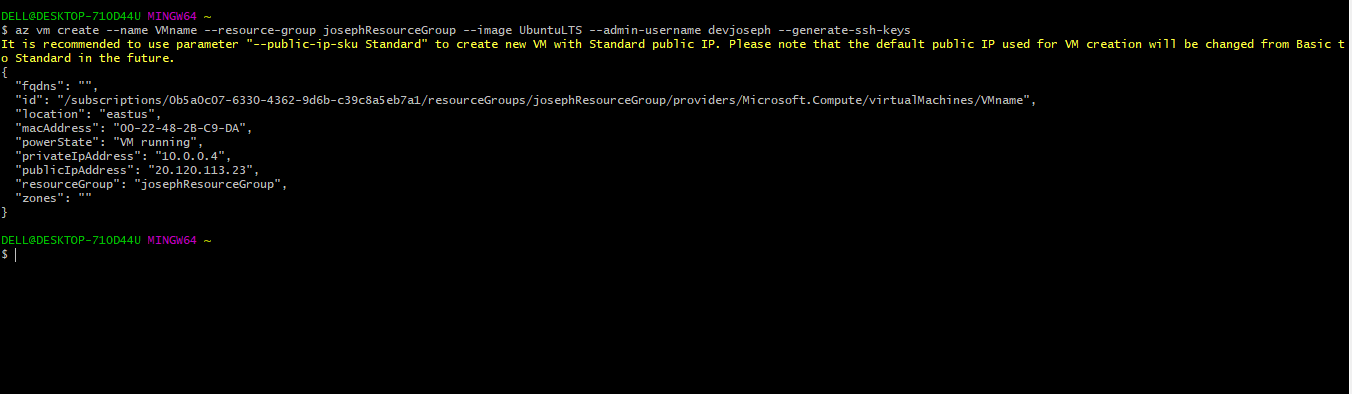 DELL@DESKTOP-710D44U MINGW64 ~
$ az vm create --name VMname --resource-group josephResourceGroup --image UbuntuLTS --admin-username devjoseph --generate-ssh-keys
It is recommended to use parameter "--public-ip-sku Standard" to create new VM with Standard public IP. Please note that the default public IP used for VM creation will be changed from Basic t
o Standard in the future.
{
  "fqdns": "",
  "id": "/subscriptions/0b5a0c07-6330-4362-9d6b-c39c8a5eb7a1/resourceGroups/josephResourceGroup/providers/Microsoft.Compute/virtualMachines/VMname",
  "location": "eastus",
  "macAddress": "00-22-48-2B-C9-DA",
  "powerState": "VM running",
  "privateIpAddress": "10.0.0.4",
  "publicIpAddress": "20.120.113.23",
  "resourceGroup": "josephResourceGroup",
  "zones": ""
}
DELL@DESKTOP-710D44U MINGW64 ~
$